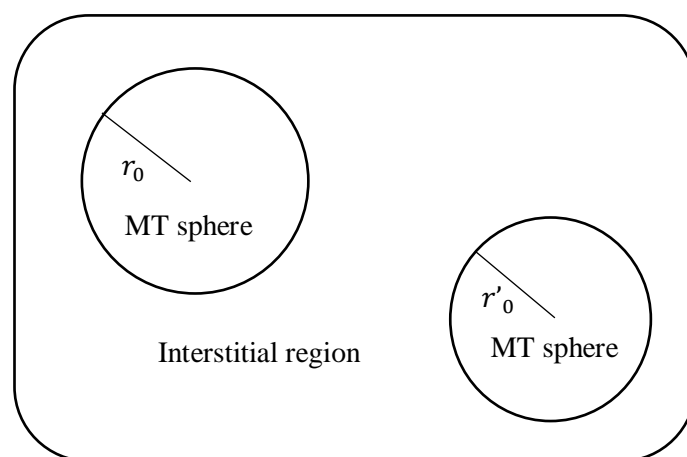 r₀
MT sphere
r’₀
MT sphere
Interstitial region